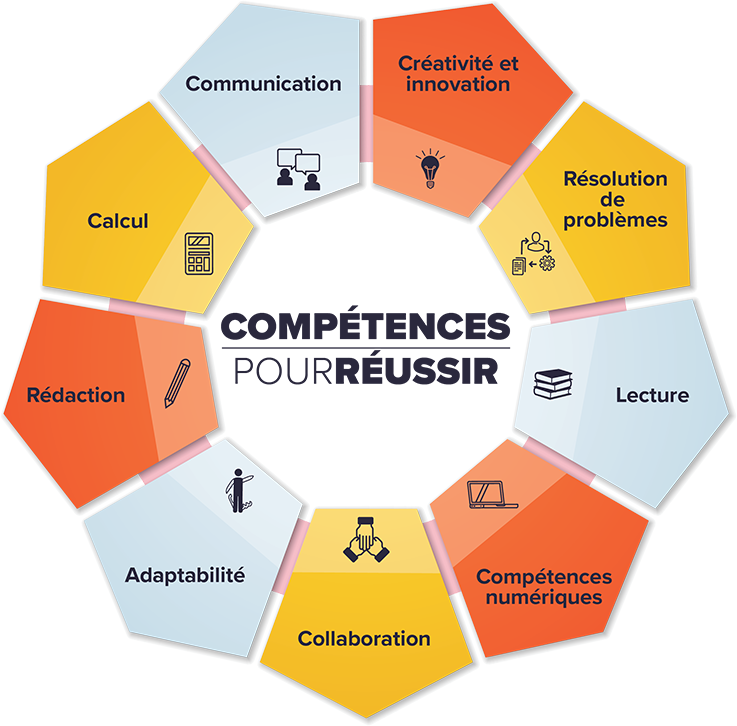 Communication
Créativité et
innovation
Résolution
de
problèmes
Lecture
Compétences
numériques
Collaboration
Adaptabilité
Rédaction
Calcul
COMPÉTENCES
POURRÉUSSIR